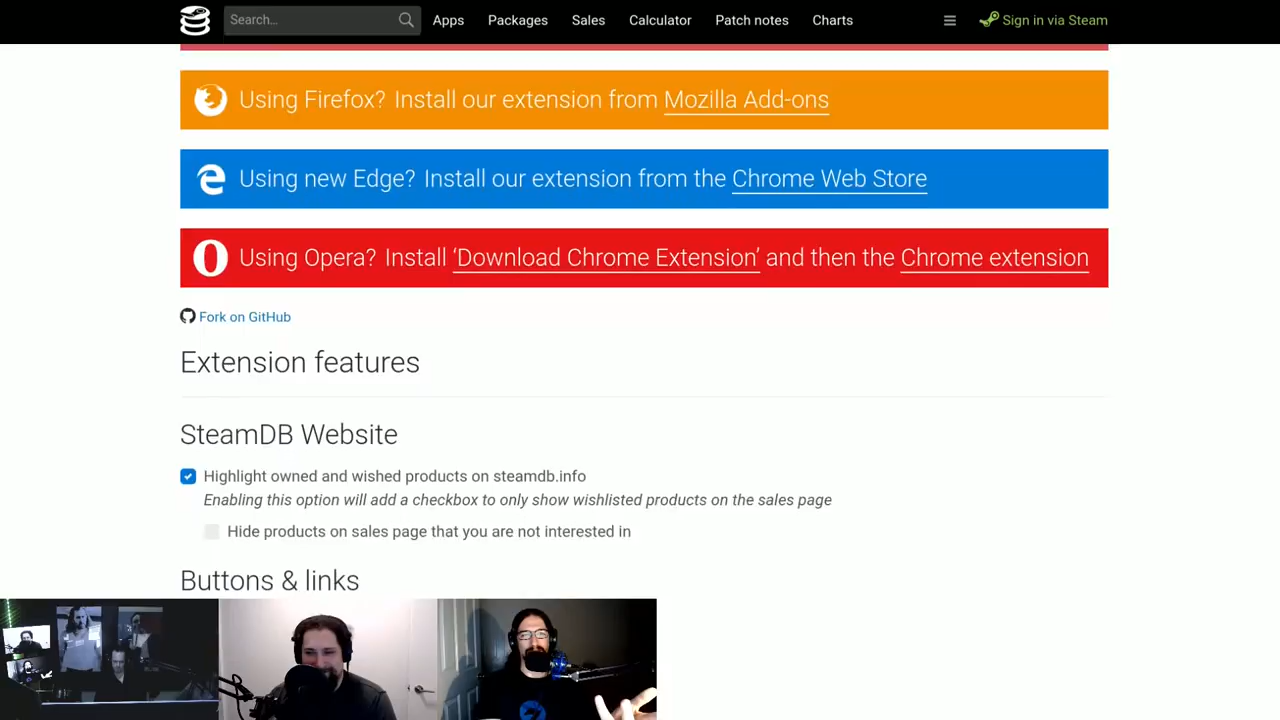 Search...
Apps
Packages
Sales
Calculator
Patch notes
Charts
Sign in via Steam
Using Firefox? Install our extension from Mozilla Add-ons
Using new Edge? Install our extension from the Chrome Web Store
Using Opera? Install ‘Download Chrome Extension’ and then the Chrome extension
Fork on GitHub
Extension features
SteamDB Website
Highlight owned and wished products on steamdb.info
Enabling this option will add a checkbox to only show wishlisted products on the sales page
Hide products on sales page that you are not interested in
Buttons & links